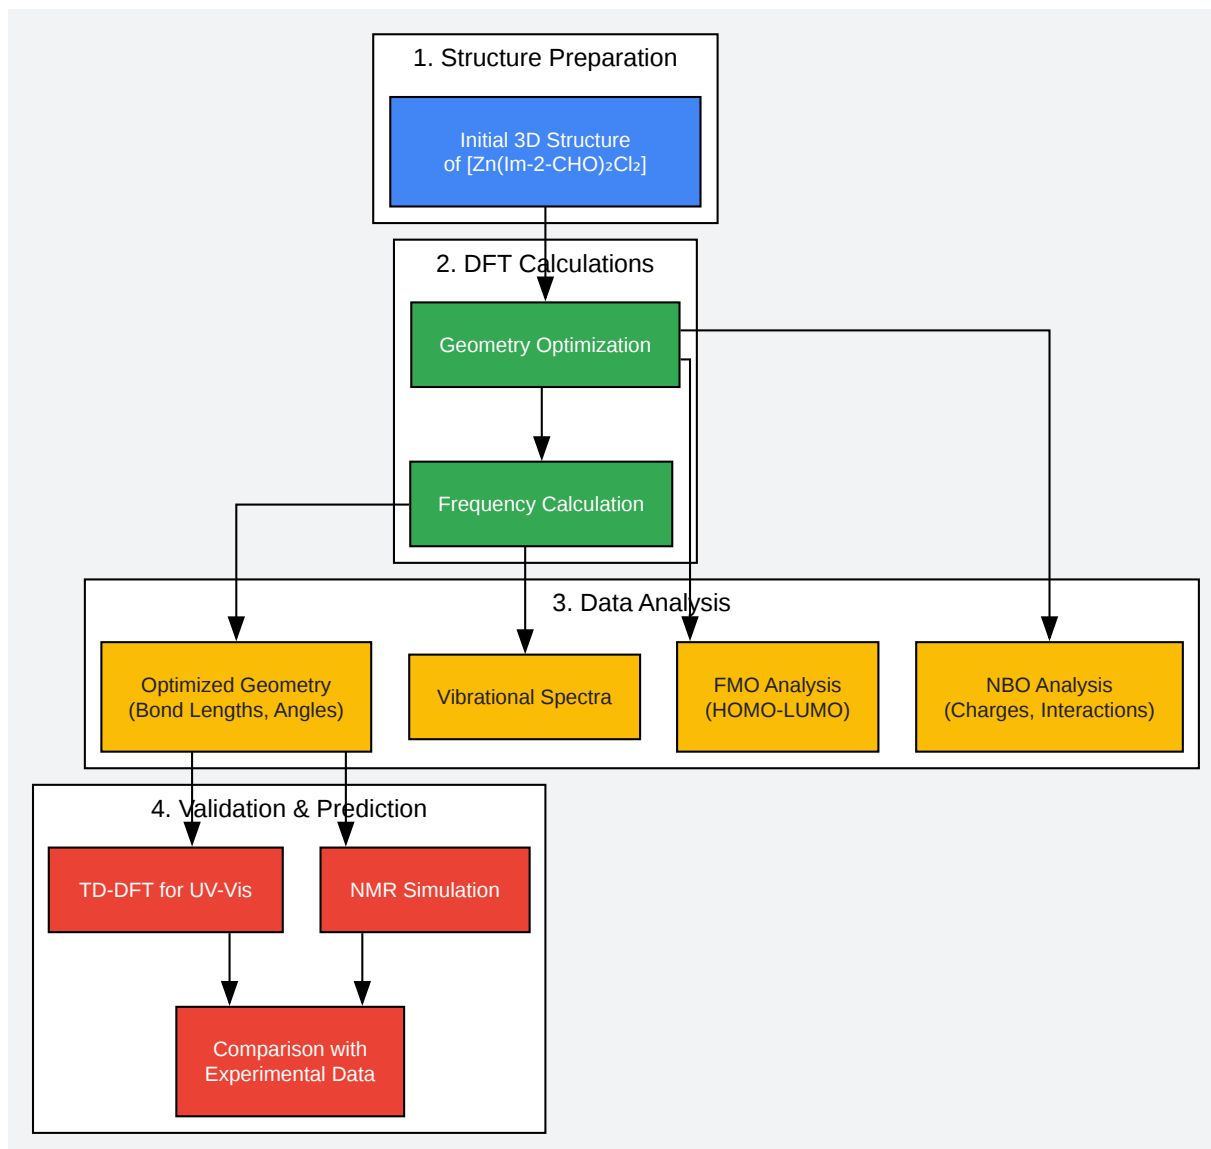 1. Structure Preparation
Initial 3D Structure
of [Zn(Im-2-CHO)₂Cl₂]
2. DFT Calculations
Geometry Optimization
Frequency Calculation
3. Data Analysis
Optimized Geometry
(Bond Lengths, Angles)
Vibrational Spectra
FMO Analysis
(HOMO-LUMO)
NBO Analysis
(Charges, Interactions)
4. Validation & Prediction
TD-DFT for UV-Vis
NMR Simulation
Comparison with
Experimental Data